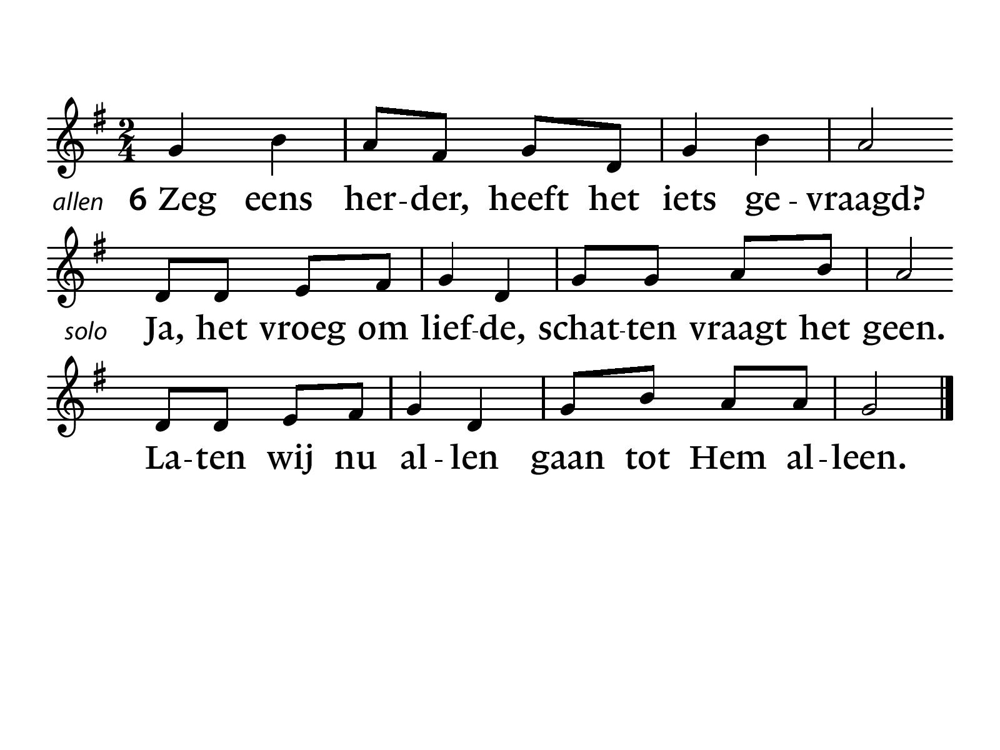 allen 6 Zeg eens her-der, heeft het iets ge-vraagd?
solo Ja, het vroeg om lief-de, schat-ten vraagt het geen.
La-ten wij nu al-len gaan tot Hem al-leen.